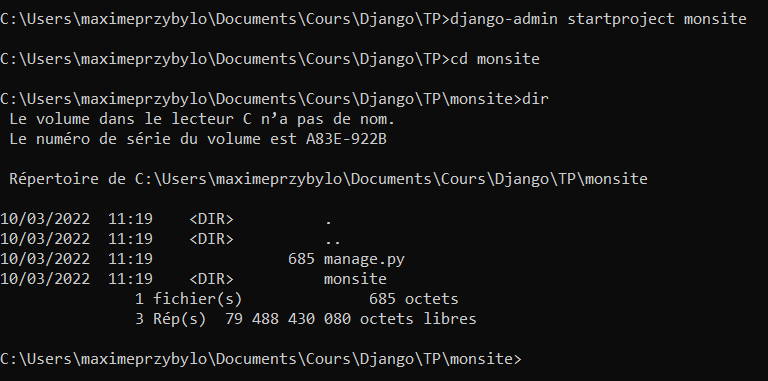 C:\Users\maximeprzybylo\Documents\Cours\Django\TP>django-admin startproject monsite
C:\Users\maximeprzybylo\Documents\Cours\Django\TP>cd monsite
C:\Users\maximeprzybylo\Documents\Cours\Django\TP\monsite>dir
Le volume dans le lecteur C n’a pas de nom.
Le numéro de série du volume est A83E-922B
Répertoire de C:\Users\maximeprzybylo\Documents\Cours\Django\TP\monsite
10/03/2022  11:19    <DIR>          .
10/03/2022  11:19    <DIR>          ..
10/03/2022  11:19               685 manage.py
10/03/2022  11:19    <DIR>          monsite
1 fichier(s)              685 octets
3 Rép(s)  79 488 430 080 octets libres
C:\Users\maximeprzybylo\Documents\Cours\Django\TP\monsite>